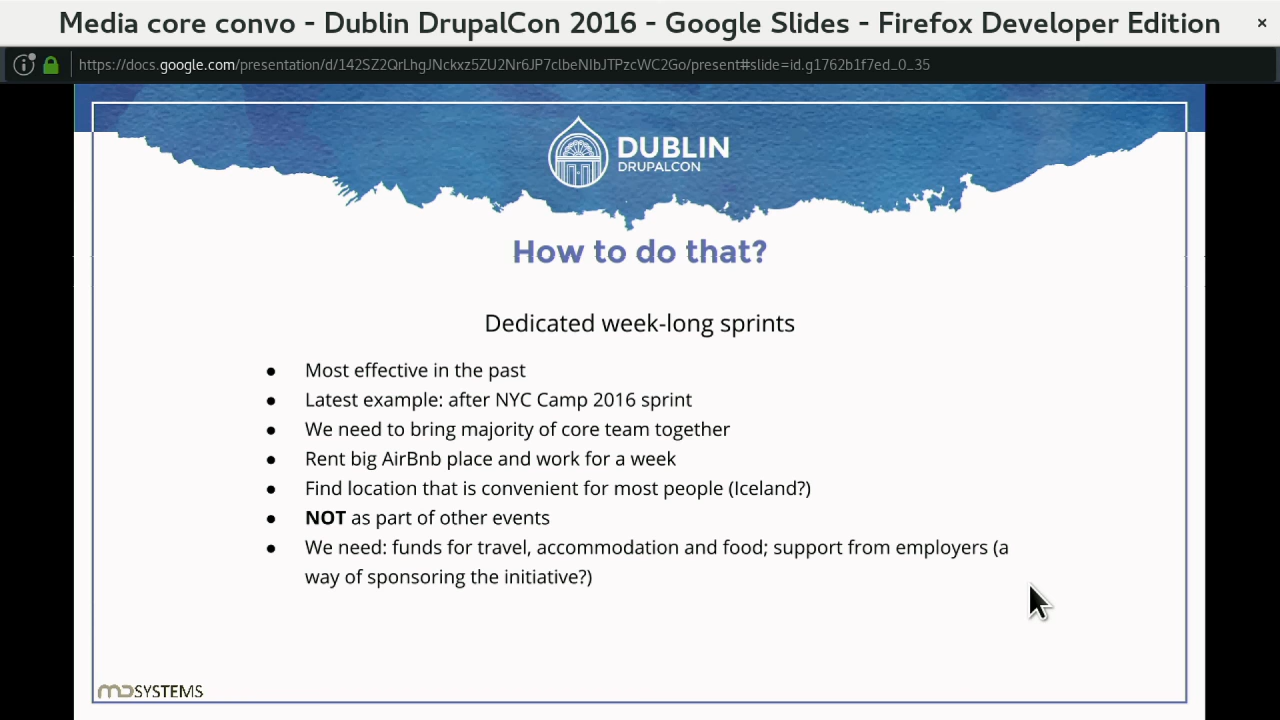 Media core convo - Dublin DrupalCon 2016 - Google Slides - Firefox Developer Edition
×
https://docs.google.com/presentation/d/142SZ2QrLhgJNckxz5ZU2Nr6JP7clbeNIbJTPzcWC2Go/present#slide=id.g1762b1f7ed_0_35
DUBLIN
DRUPALCON
How to do that?
Dedicated week-long sprints
● Most effective in the past
● Latest example: after NYC Camp 2016 sprint
● We need to bring majority of core team together
● Rent big AirBnb place and work for a week
● Find location that is convenient for most people (Iceland?)
● NOT as part of other events
● We need: funds for travel, accommodation and food; support from employers (a
way of sponsoring the initiative?)
MD SYSTEMS